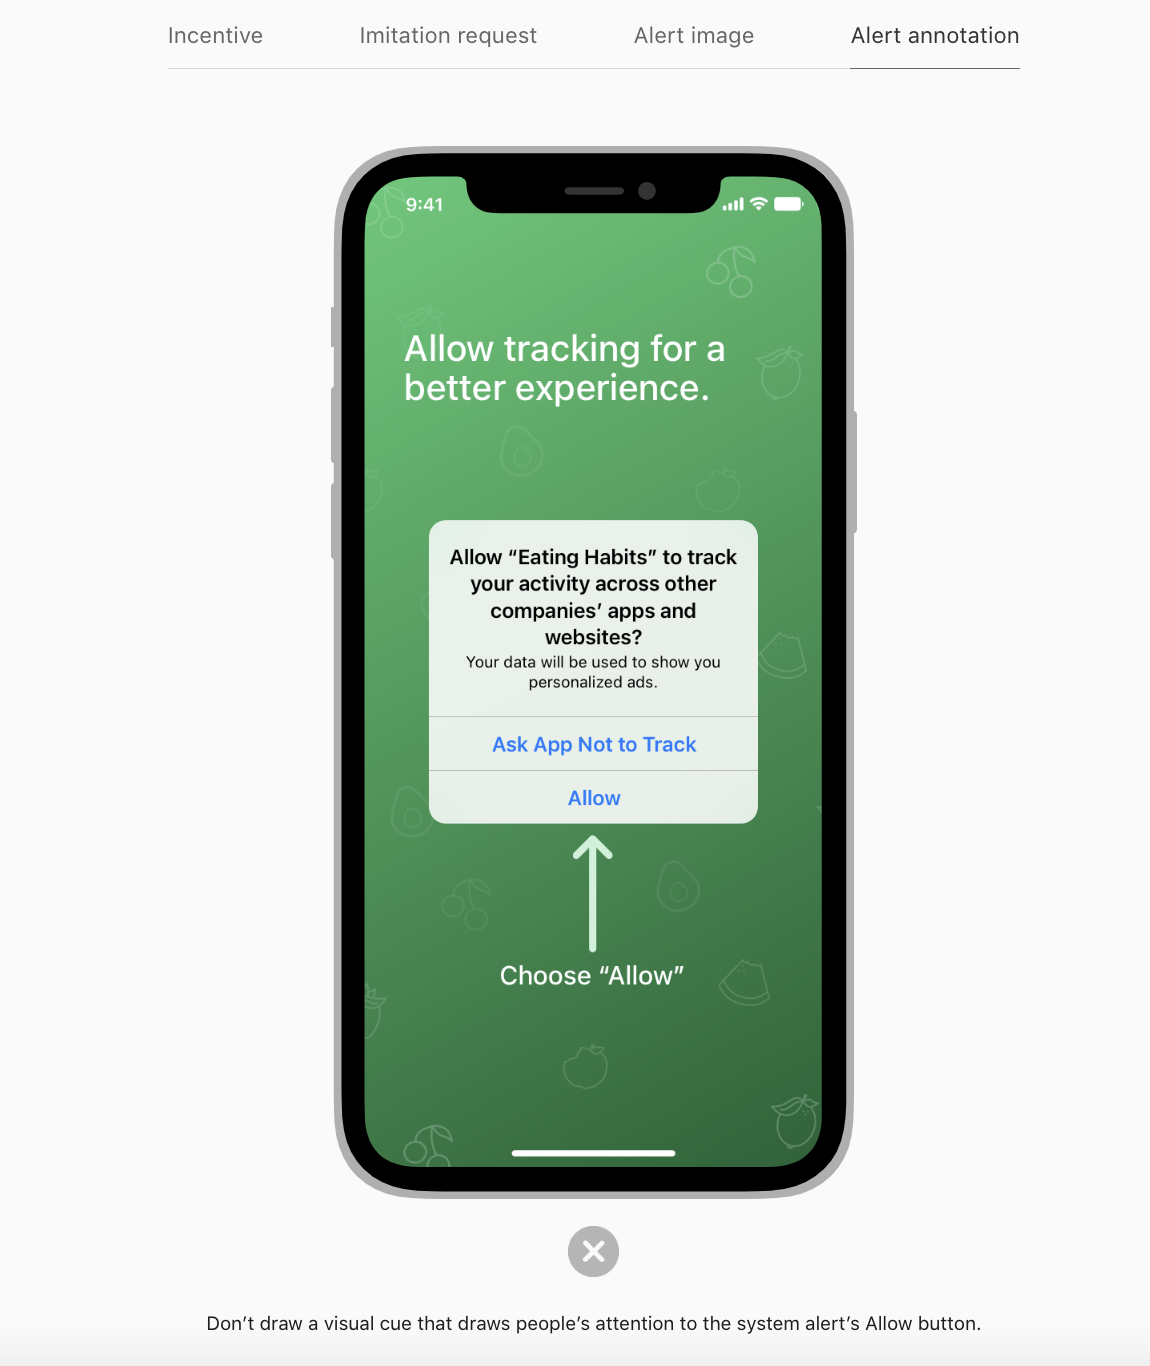 Incentive
Imitation request
Alert image
Alert annotation
9:41
Allow tracking for a
better experience.
Allow “Eating Habits” to track
your activity across other
companies’ apps and
websites?
Your data will be used to show you
personalized ads.
Ask App Not to Track
Allow
Choose “Allow”
Don’t draw a visual cue that draws people’s attention to the system alert’s Allow button.